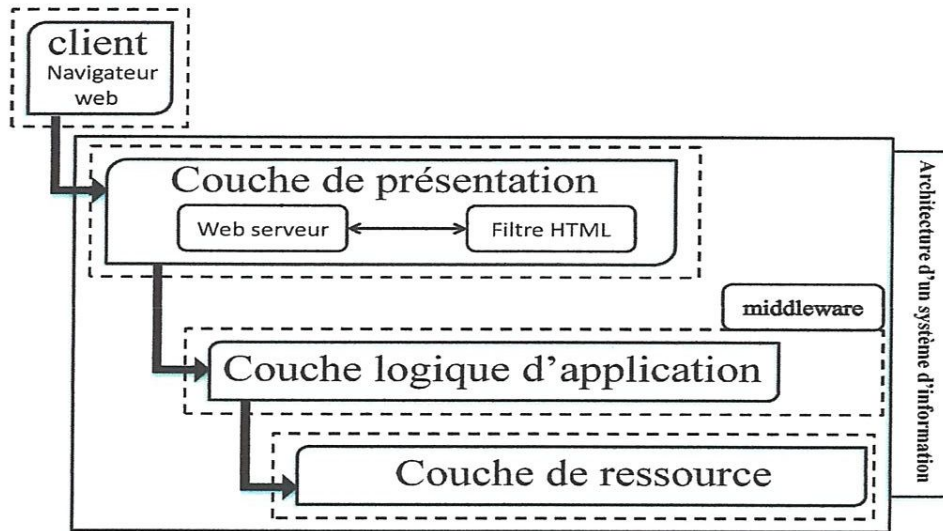 client
Navigateur
web
Couche de présentation
Web serveur
Filtre HTML
middleware
Couche logique d'application
Couche de ressource
Architecture d'un système d'information